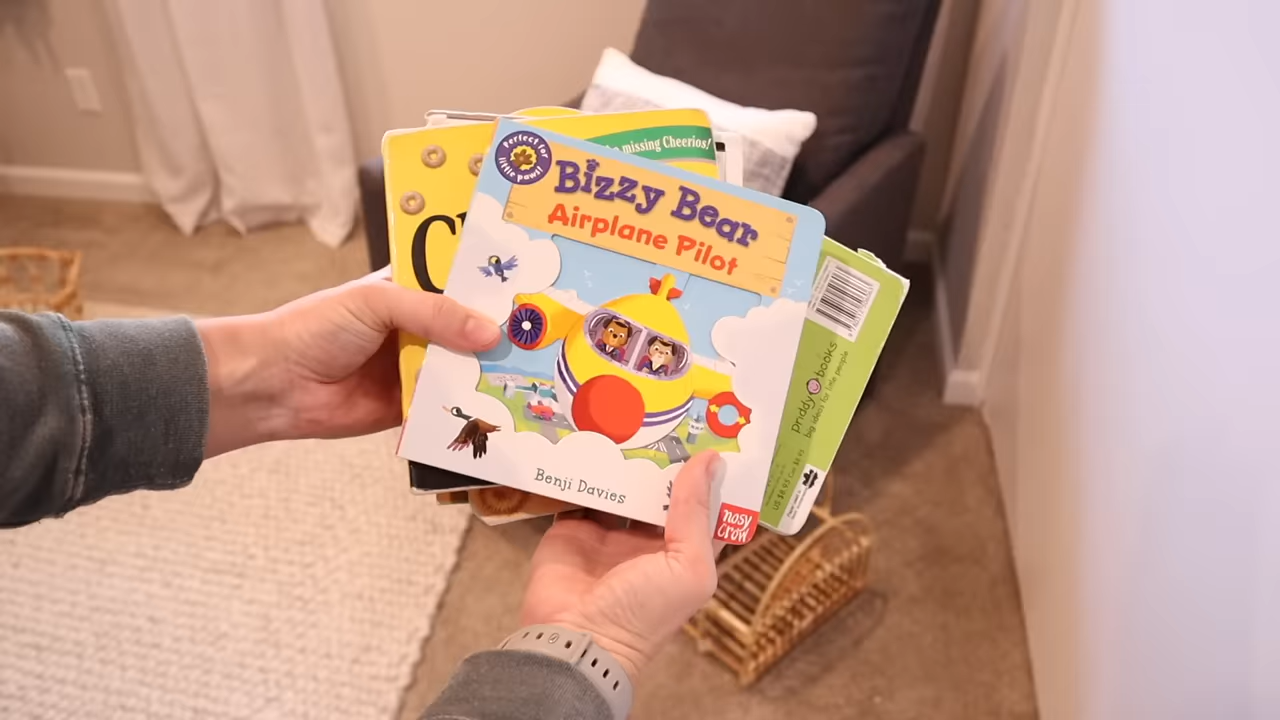 missing Cheerios!
Perfect for
little paws!
Bizzy Bear
Airplane Pilot
Benji Davies
nosy
crow
priddy books
big ideas for little people